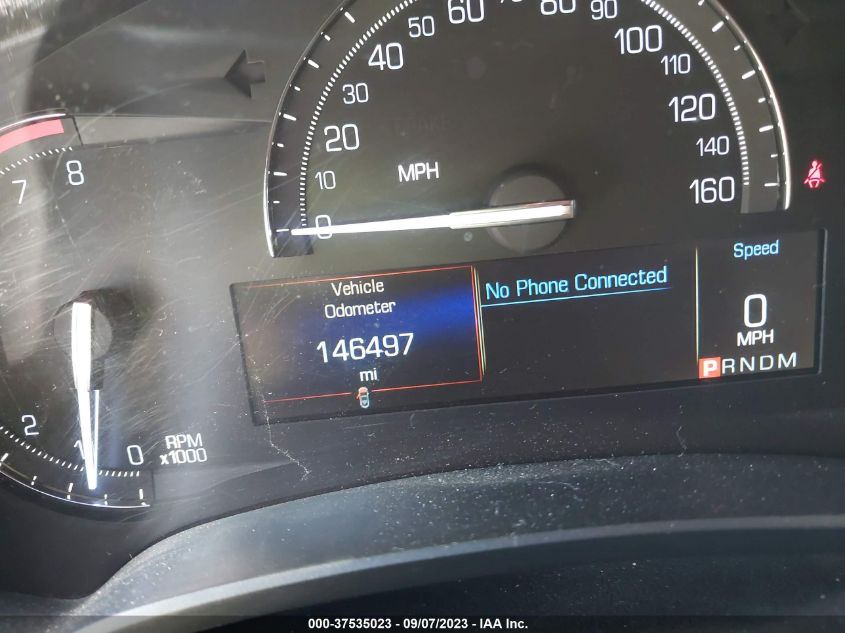 50 60 80 90
40 100
30 110
20 120
10 MPH 140
0 160
7 8
Speed
Vehicle
Odometer
No Phone Connected
146497
mi
0
MPH
PRNDM
2 1 0
RPM
x1000
000-37535023 - 09/07/2023 - IAA Inc.